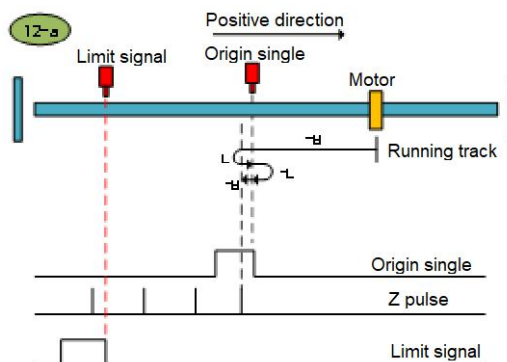 12-a
Positive direction
Limit signal
Origin single
Motor
-R
Running track
L
-L
-R
Origin single
Z pulse
Limit signal